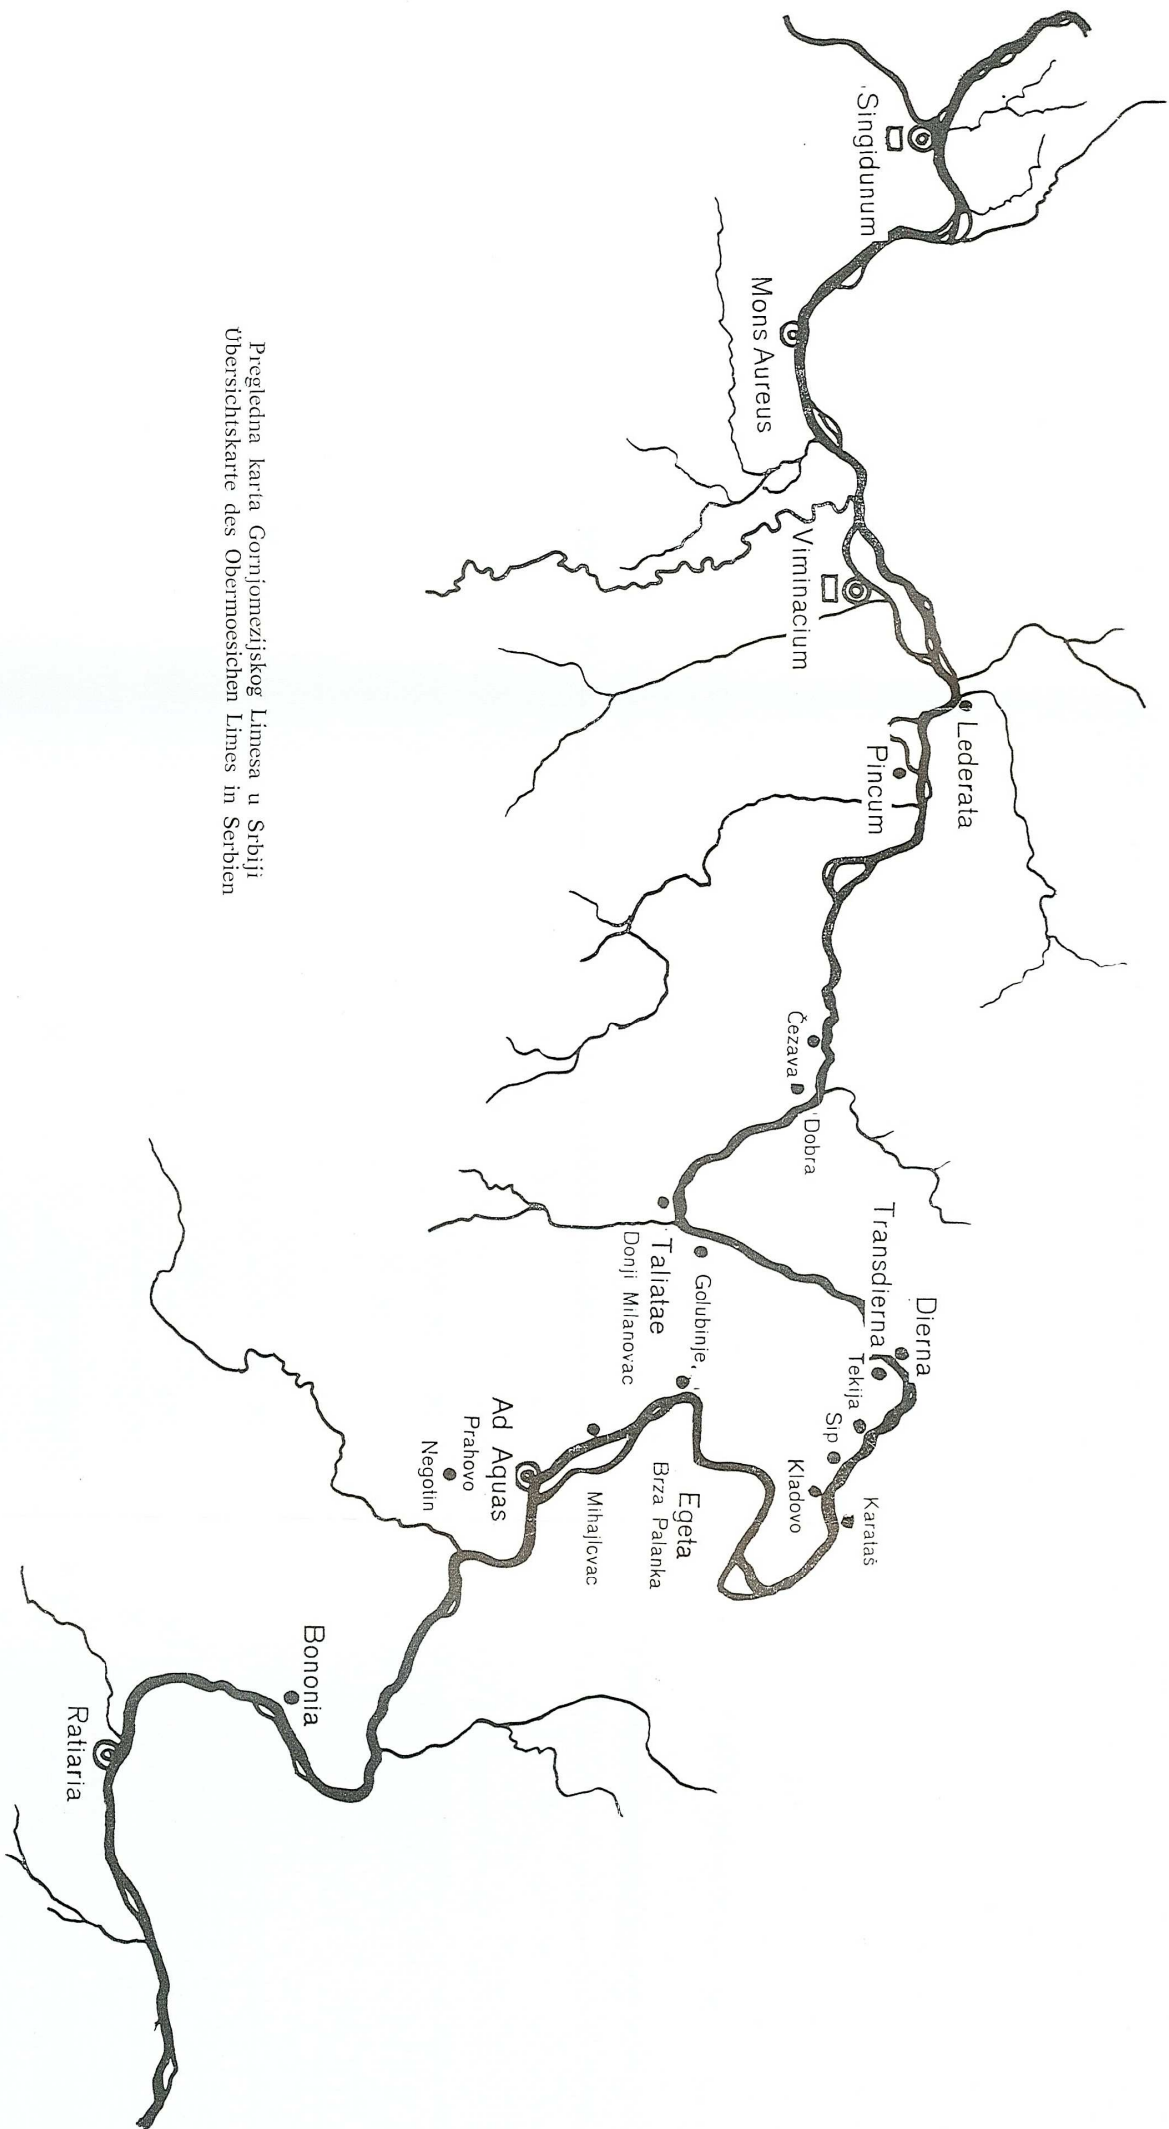 Singidunum
Mons Aureus
Viminacium
Lederata
Pincum
Čezava
Dobra
Taliatae
Donji Milanovac
Golubinje
Transdierna
Dierna
Tekija
Sip
Kladovo
Karataš
Egeta
Brza Palanka
Mihajlovac
Ad Aquas
Prahovo
Negotin
Bononia
Ratiaria
Pregledna karta Gornjomezijskog Limesa u Srbiji
Übersichtskarte des Obermoesichen Limes in Serbien